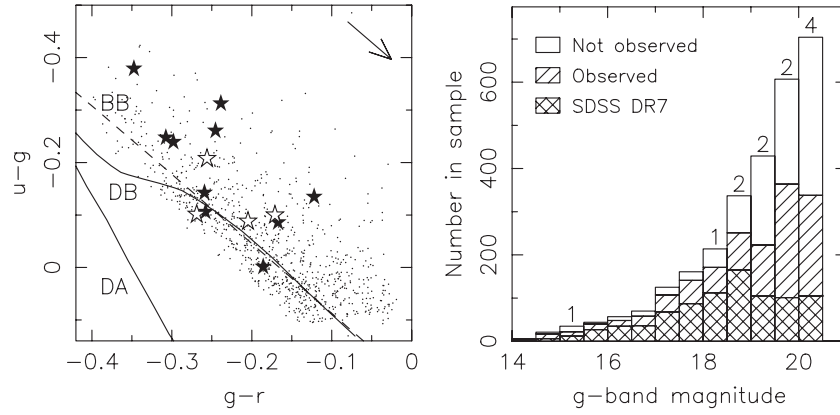 −0.4
−0.2
0
u−g
BB
DB
DA
−0.4
−0.3
−0.2
−0.1
0
g−r
Number in sample
600
400
200
0
Not observed
Observed
SDSS DR7
1
1
2
2
2
4
14
16
18
20
g−band magnitude